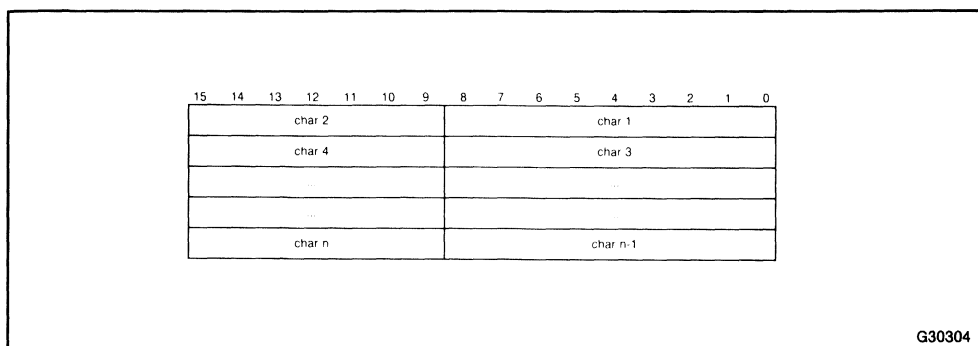 15 14 13 12 11 10 9 8 7 6 5 4 3 2 1 0
char 2 char 1
char 4 char 3
... ...
... ...
char n char n-1
G30304